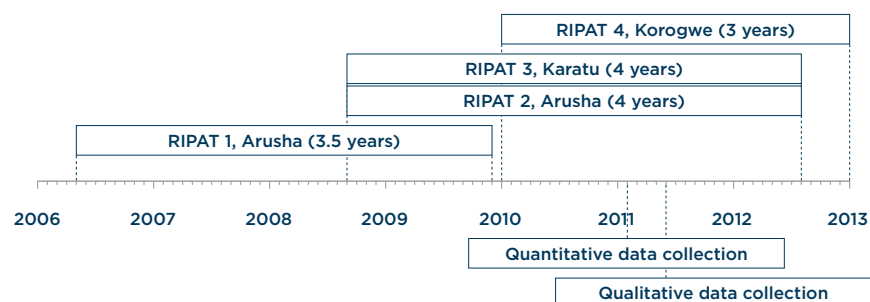 RIPAT 4, Korogwe (3 years)
RIPAT 3, Karatu (4 years)
RIPAT 2, Arusha (4 years)
RIPAT 1, Arusha (3.5 years)
2006 2007 2008 2009 2010 2011 2012 2013
Quantitative data collection
Qualitative data collection